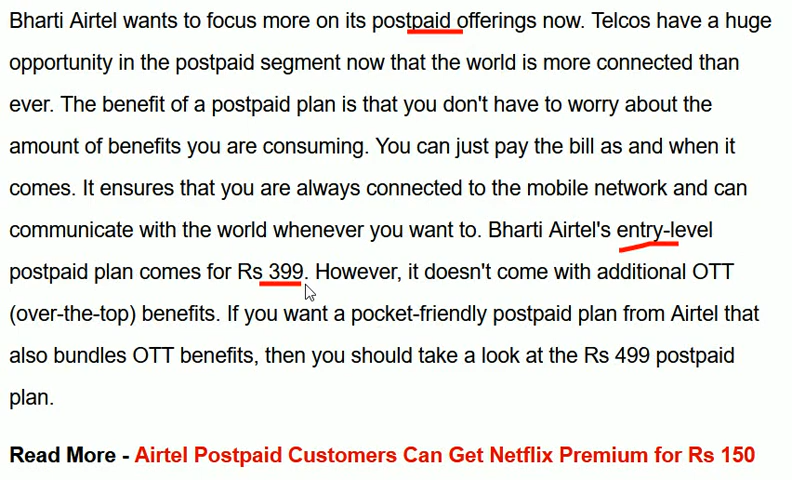 Bharti Airtel wants to focus more on its postpaid offerings now. Telcos have a huge
opportunity in the postpaid segment now that the world is more connected than
ever. The benefit of a postpaid plan is that you don't have to worry about the
amount of benefits you are consuming. You can just pay the bill as and when it
comes. It ensures that you are always connected to the mobile network and can
communicate with the world whenever you want to. Bharti Airtel's entry-level
postpaid plan comes for Rs 399. However, it doesn't come with additional OTT
(over-the-top) benefits. If you want a pocket-friendly postpaid plan from Airtel that
also bundles OTT benefits, then you should take a look at the Rs 499 postpaid
plan.
Read More - Airtel Postpaid Customers Can Get Netflix Premium for Rs 150